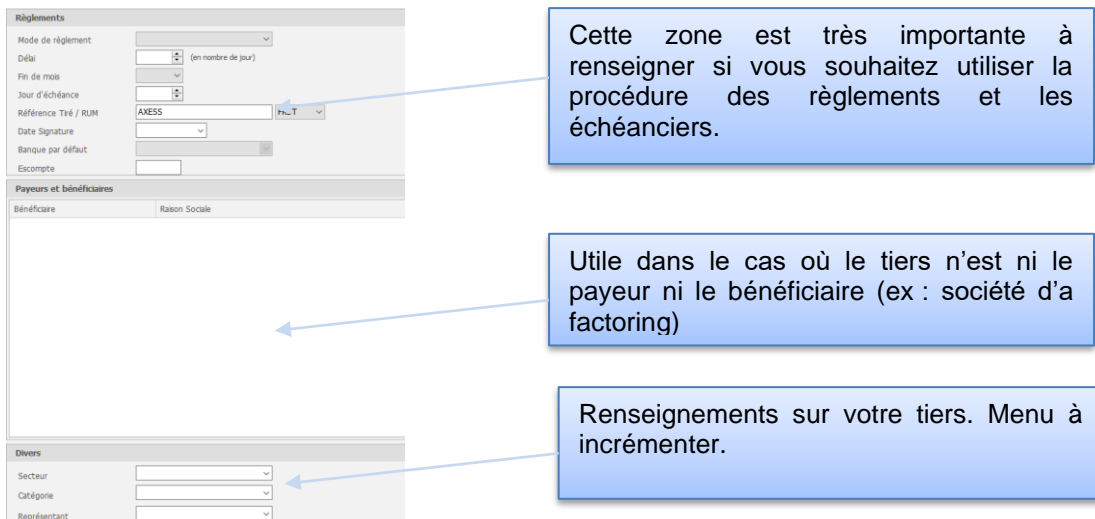 Règlements
Mode de règlement
Délai (en nombre de jour)
Fin de mois
Jour d'échéance
Référence Tiré / RUM AXESS
Date Signature
Banque par défaut
Escompte
Cette zone est très importante à
renseigner si vous souhaitez utiliser la
procédure des règlements et les
échéanciers.
Payeurs et bénéficiaires
Bénéficiaire Raison Sociale
Utile dans le cas où le tiers n’est ni le
payeur ni le bénéficiaire (ex : société d’a
factoring)
Divers
Secteur
Catégorie
Représentant
Renseignements sur votre tiers. Menu à
incrémenter.